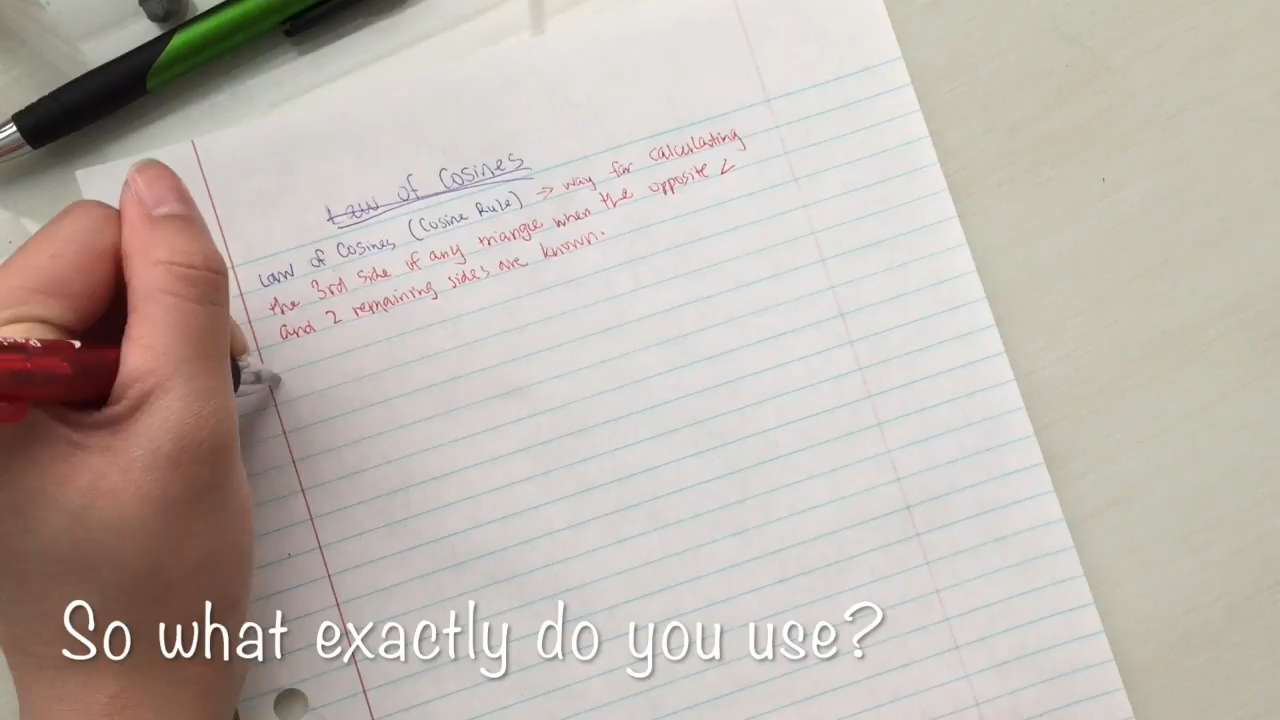 Law of Cosines
Law of Cosines (Cosine Rule) → way for calculating
the 3rd side if any triangle when the opposite ∠
and 2 remaining sides are known.
So what exactly do you use?